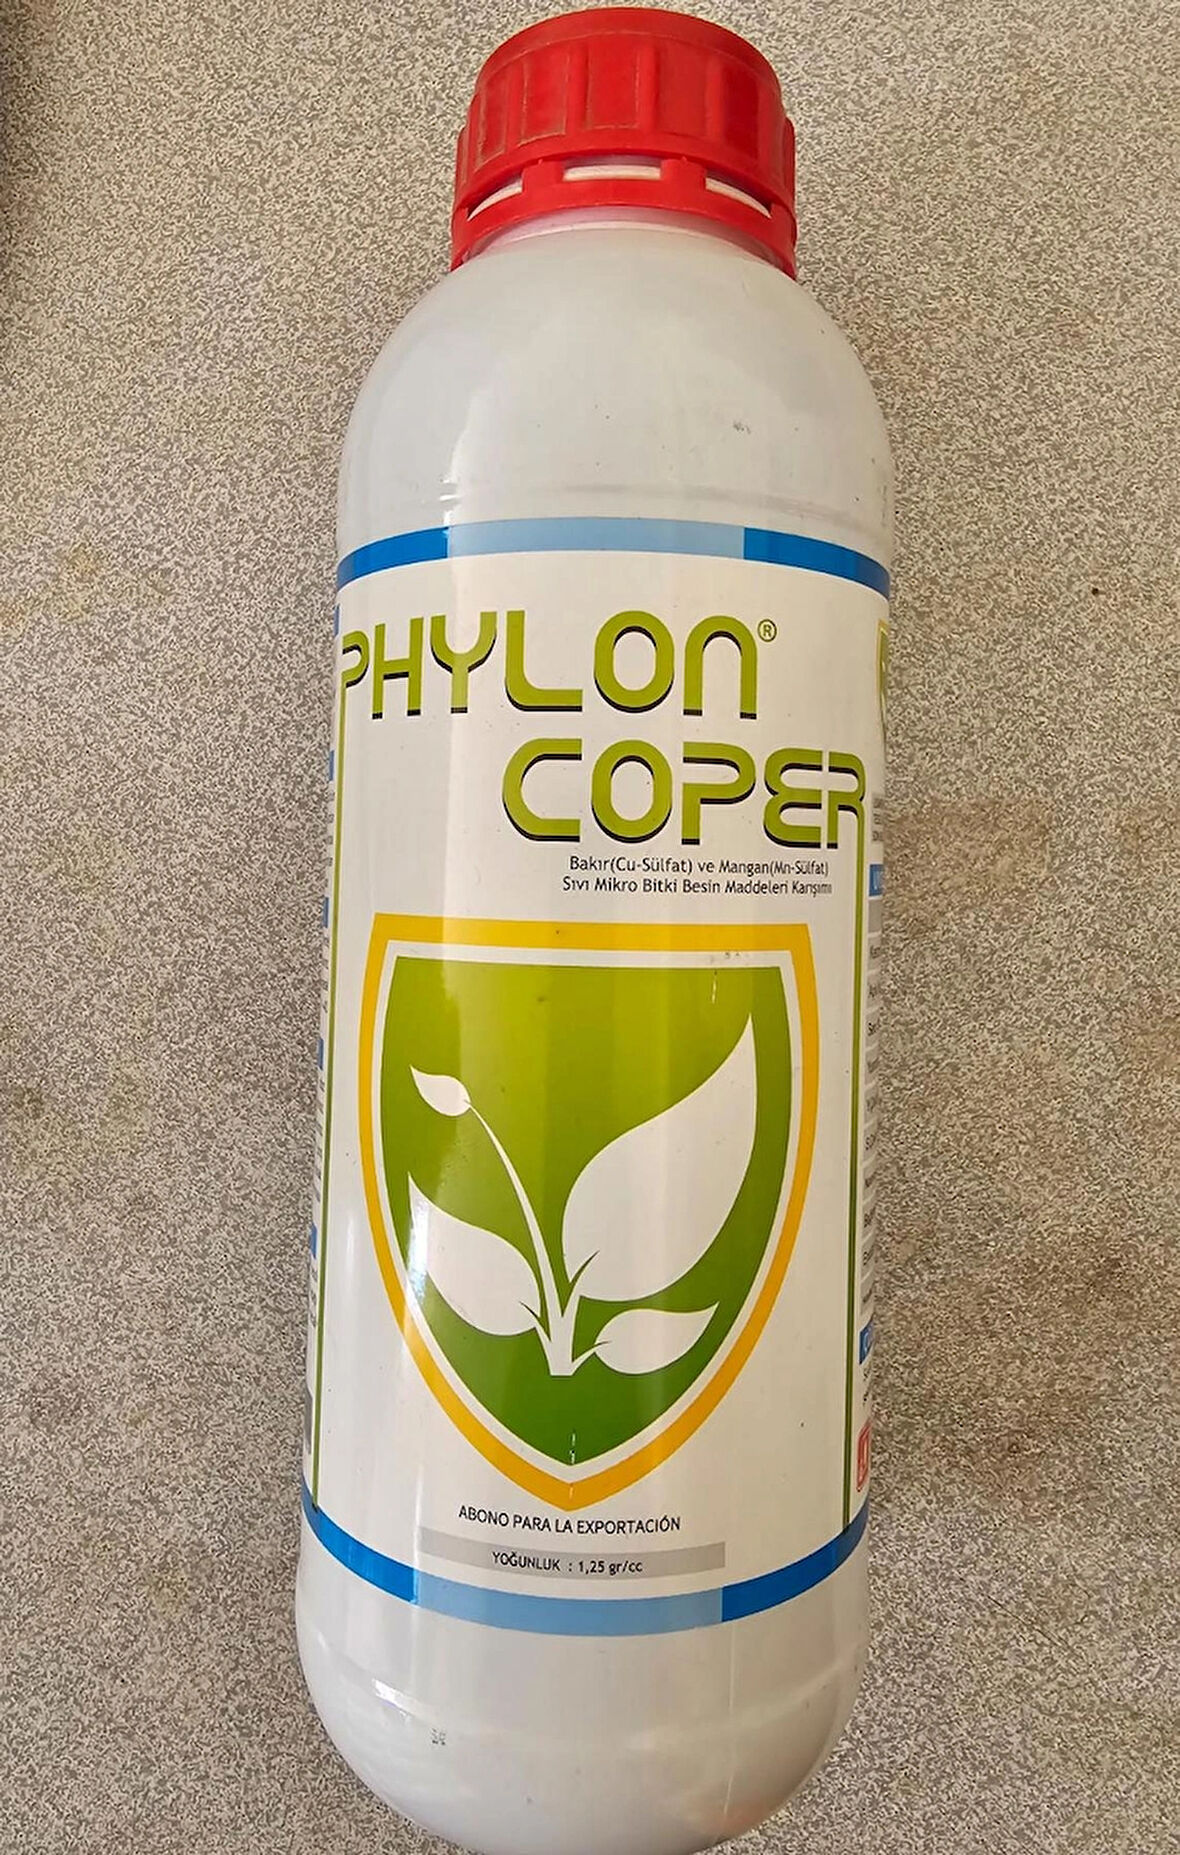 PHYLON®
COPER
Bakır(Cu-Sülfat) ve Mangan(Mn-Sülfat)
Sıvı Mikro Bitki Besin Maddeleri Karışımı
ABONO PARA LA EXPORTACIÓN
YOĞUNLUK : 1,25 gr/cc